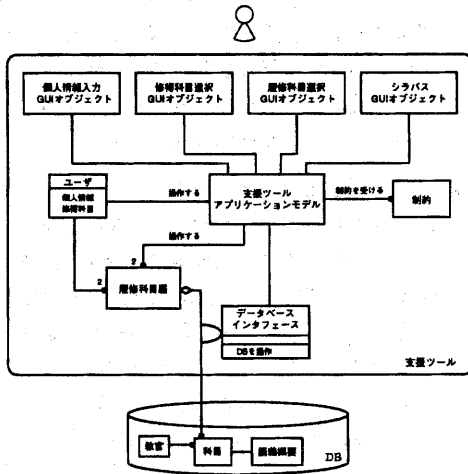 個人情報入力
GUIオブジェクト
修得科目選択
GUIオブジェクト
履修科目選択
GUIオブジェクト
シラバス
GUIオブジェクト
ユーザ
個人情報
修得科目
操作する
支援ツール
アプリケーションモデル
制約を受ける
制約
操作する
2
2
履修科目届
データベース
インタフェース
DBを操作
支援ツール
教官
科目
DB